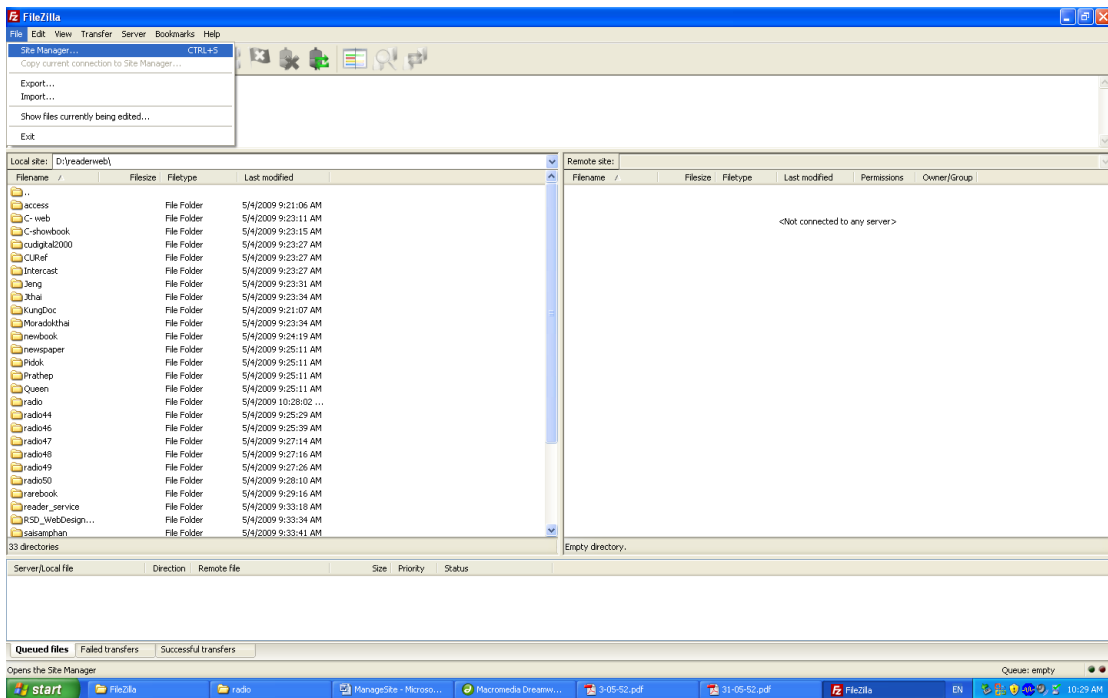 FileZilla
File Edit View Transfer Server Bookmarks Help
Site Manager... CTRL+S
Copy current connection to Site Manager...
Export...
Import...
Show files currently being edited...
Exit
Local site: D:\readerweb\
Filename / Filesize Filetype Last modified
..
access File Folder 5/4/2009 9:21:06 AM
C- web File Folder 5/4/2009 9:23:11 AM
C-showbook File Folder 5/4/2009 9:23:15 AM
cudigital2000 File Folder 5/4/2009 9:23:27 AM
CURef File Folder 5/4/2009 9:23:27 AM
Intercast File Folder 5/4/2009 9:23:27 AM
Jeng File Folder 5/4/2009 9:23:31 AM
Jthai File Folder 5/4/2009 9:23:34 AM
KungDoc File Folder 5/4/2009 9:21:07 AM
Moradokthai File Folder 5/4/2009 9:23:34 AM
newbook File Folder 5/4/2009 9:24:19 AM
newspaper File Folder 5/4/2009 9:25:11 AM
Pidok File Folder 5/4/2009 9:25:11 AM
Prathep File Folder 5/4/2009 9:25:11 AM
Queen File Folder 5/4/2009 9:25:11 AM
radio File Folder 5/4/2009 10:28:02 ...
radio44 File Folder 5/4/2009 9:25:29 AM
radio46 File Folder 5/4/2009 9:25:39 AM
radio47 File Folder 5/4/2009 9:27:14 AM
radio48 File Folder 5/4/2009 9:27:16 AM
radio49 File Folder 5/4/2009 9:27:26 AM
radio50 File Folder 5/4/2009 9:28:10 AM
rarebook File Folder 5/4/2009 9:29:16 AM
reader_service File Folder 5/4/2009 9:33:18 AM
RSD_WebDesign... File Folder 5/4/2009 9:33:34 AM
saisamphan File Folder 5/4/2009 9:33:41 AM
33 directories
Remote site:
Filename / Filesize Filetype Last modified Permissions Owner/Group
<Not connected to any server>
Empty directory.
Server/Local file Direction Remote file Size Priority Status
Queued files Failed transfers Successful transfers
Opens the Site Manager Queue: empty
start FileZilla radio ManageSite - Microso... Macromedia Dreamw... 3-05-52.pdf 31-05-52.pdf FileZilla EN 10:29 AM